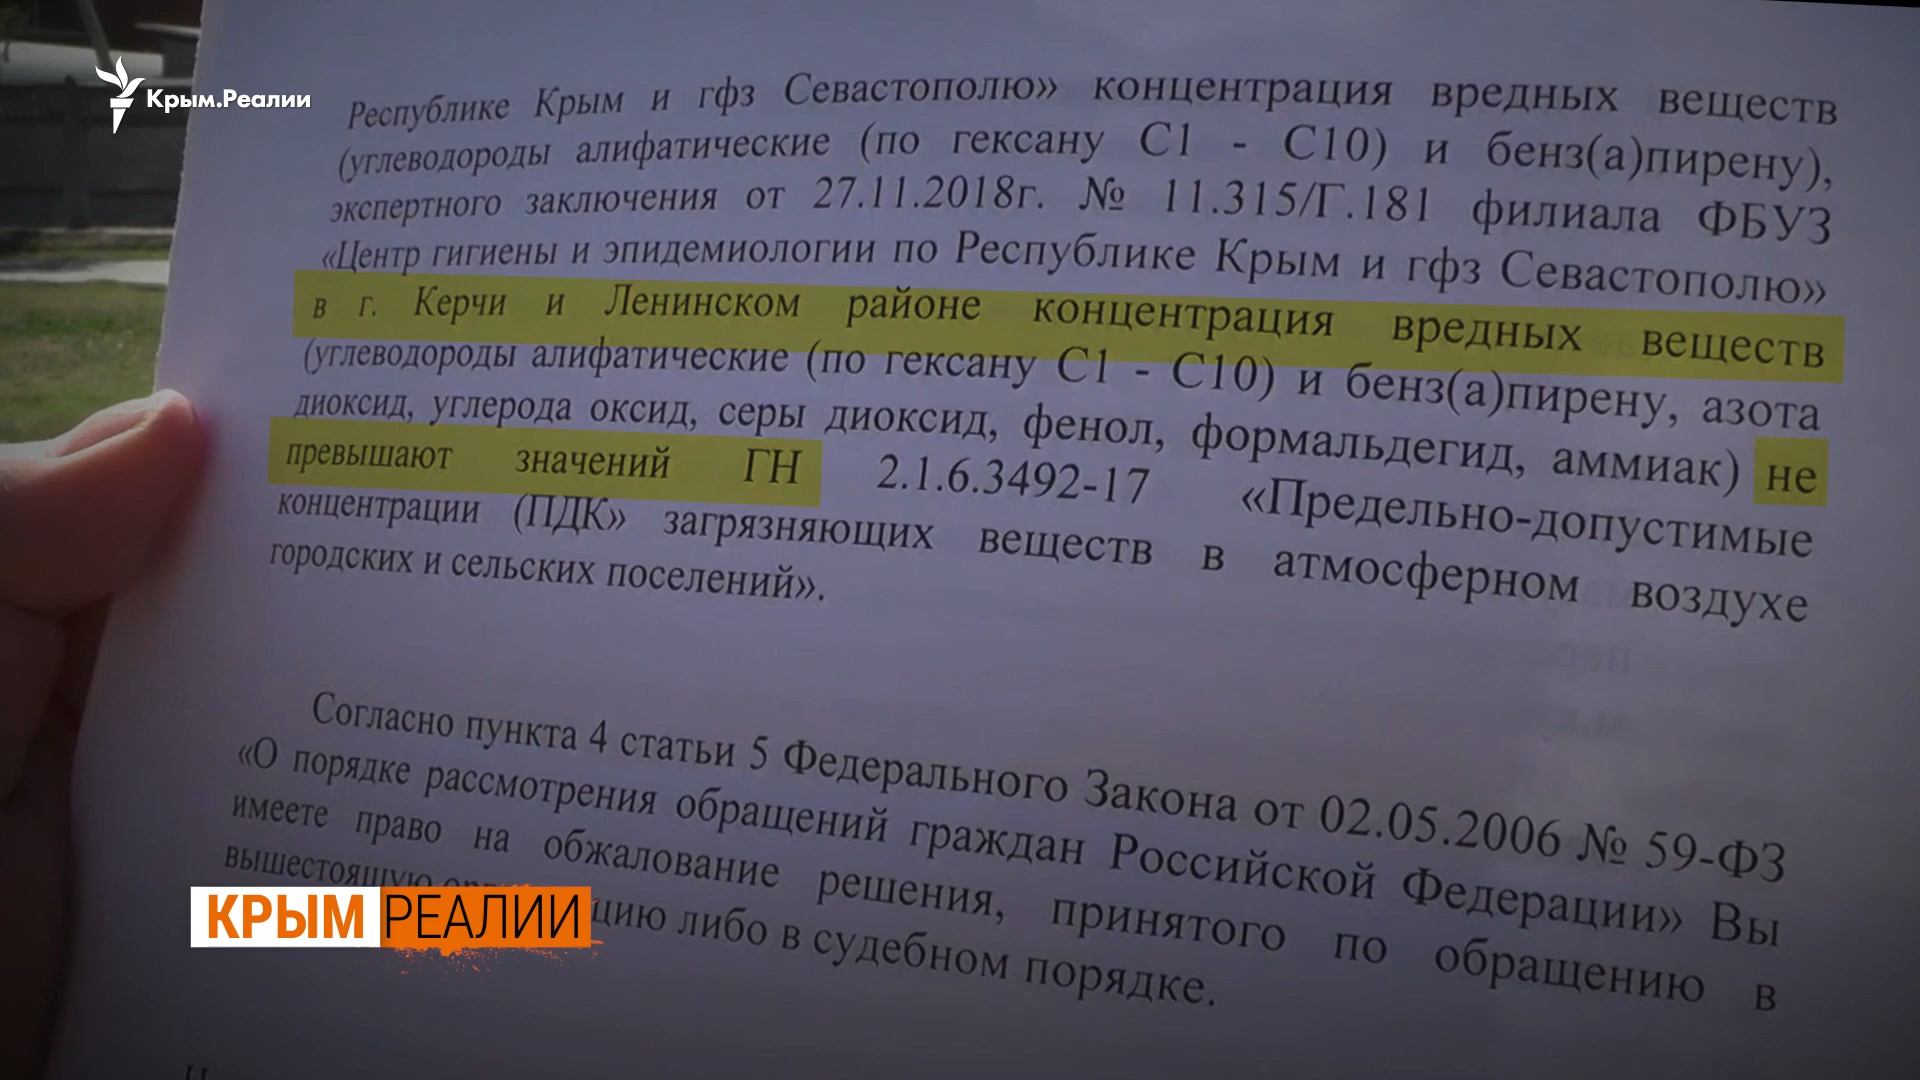 Крым.Реалии
Республике Крым и гфз Севастополю» концентрация вредных веществ
(углеводороды алифатические (по гексану С1 - С10) и бенз(а)пирену),
экспертного заключения от 27.11.2018г. № 11.315/Г.181 филиала ФБУЗ
«Центр гигиены и эпидемиологии по Республике Крым и гфз Севастополю»
в г. Керчи и Ленинском районе концентрация вредных веществ
(углеводороды алифатические (по гексану С1 - С10) и бенз(а)пирену, азота
диоксид, углерода оксид, серы диоксид, фенол, формальдегид, аммиак) не
превышают значений ГН 2.1.6.3492-17 «Предельно-допустимые
концентрации (ПДК» загрязняющих веществ в атмосферном воздухе
городских и сельских поселений».
Согласно пункта 4 статьи 5 Федерального Закона от 02.05.2006 № 59-ФЗ
«О порядке рассмотрения обращений граждан Российской Федерации» Вы
имеете право на обжалование решения, принятого по обращению в
вышестоящую цию либо в судебном порядке.
КРЫМ РЕАЛИИ